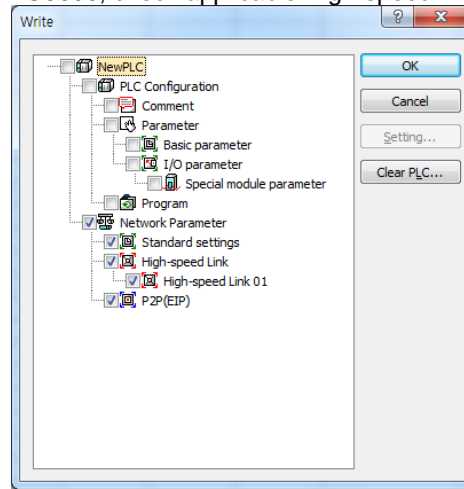 Write
NewPLC
OK
PLC Configuration
Cancel
Comment
Parameter
Setting...
Basic parameter
I/O parameter
Clear PLC...
Special module parameter
Program
Network Parameter
Standard settings
High-speed Link
High-speed Link 01
P2P(EIP)